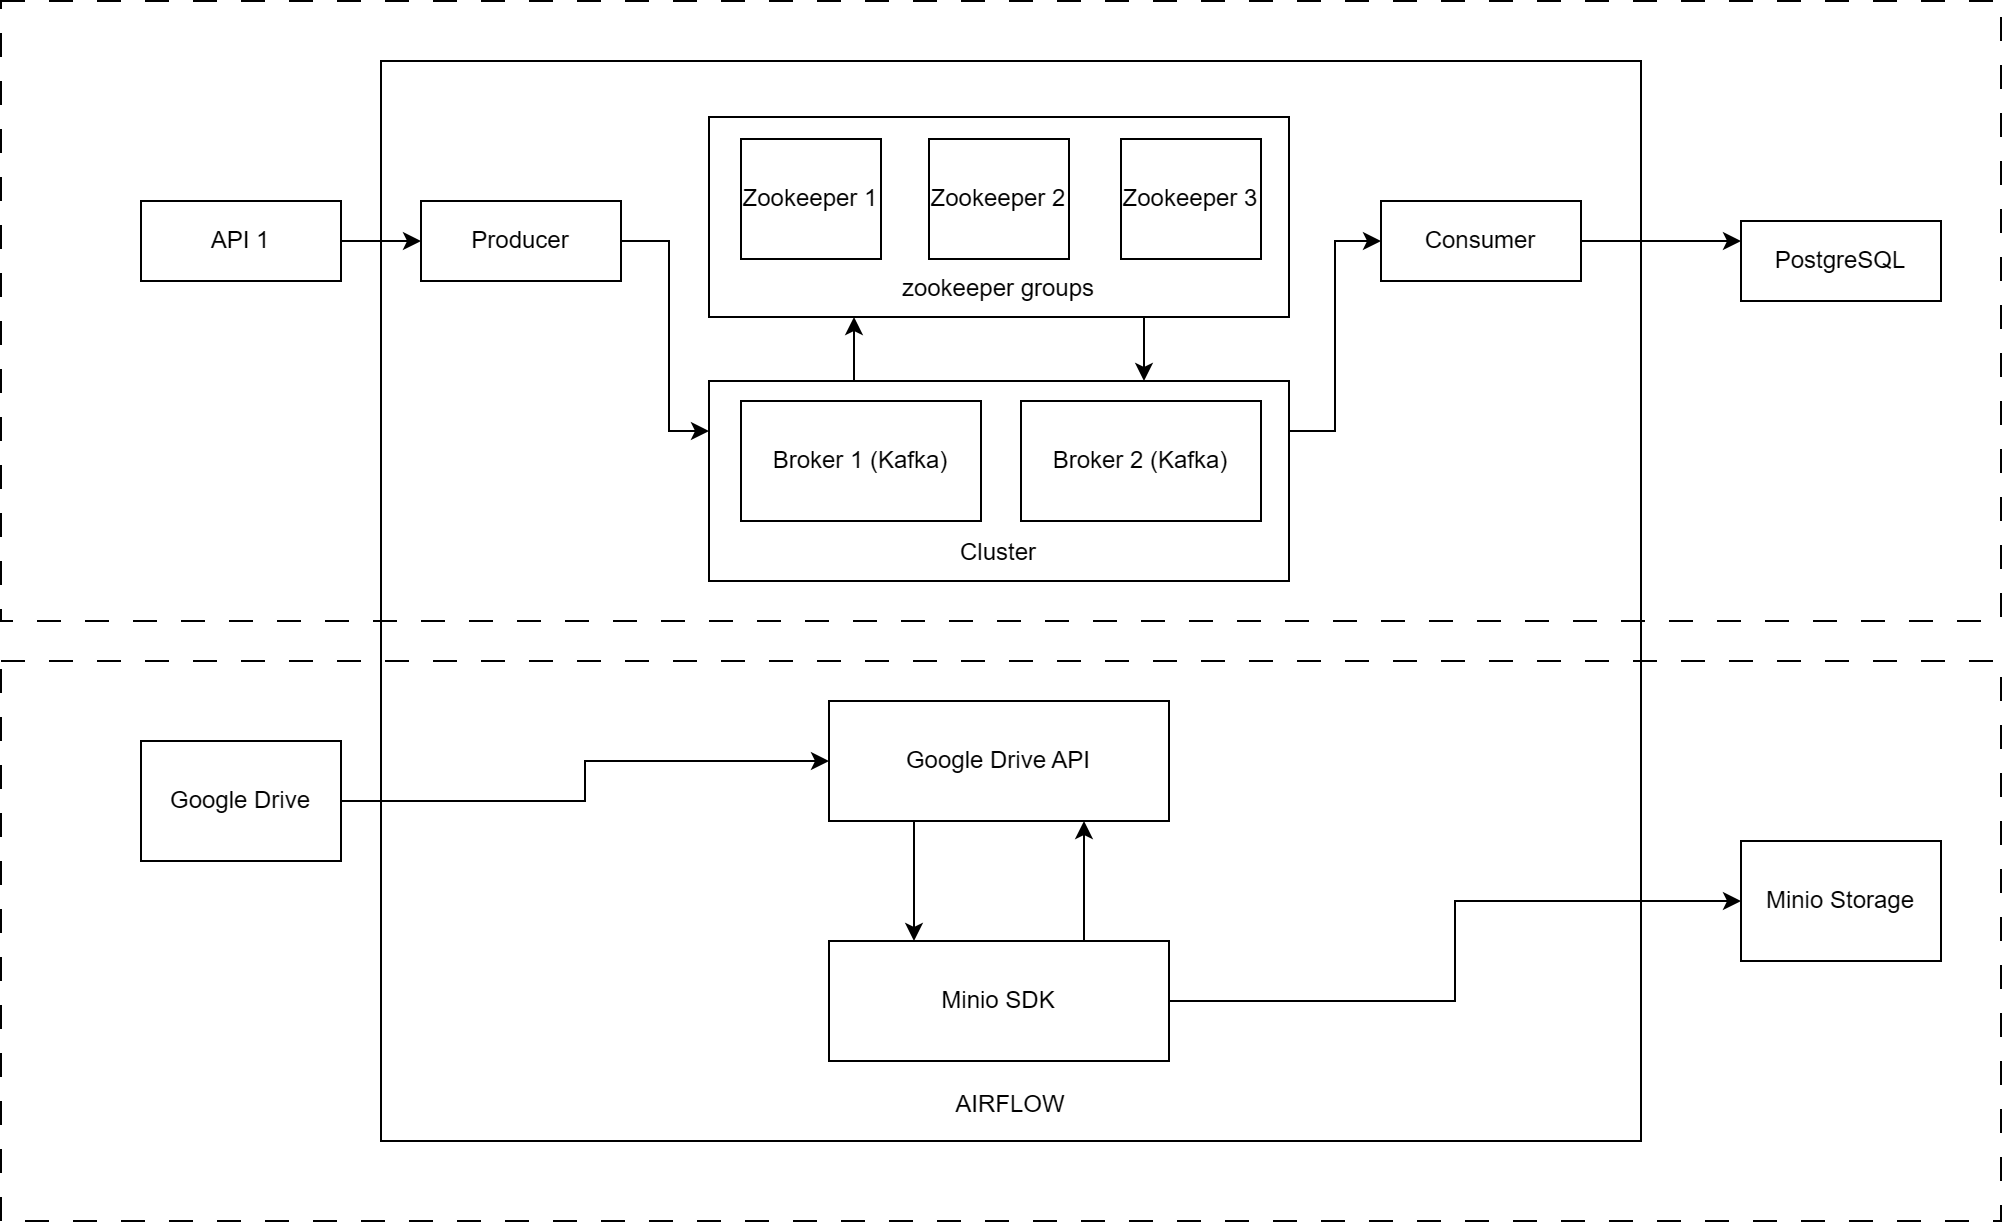 Zookeeper 1
Zookeeper 2
Zookeeper 3
API 1
Producer
zookeeper groups
Consumer
PostgreSQL
Broker 1 (Kafka)
Broker 2 (Kafka)
Cluster
Google Drive
Google Drive API
Minio Storage
Minio SDK
AIRFLOW